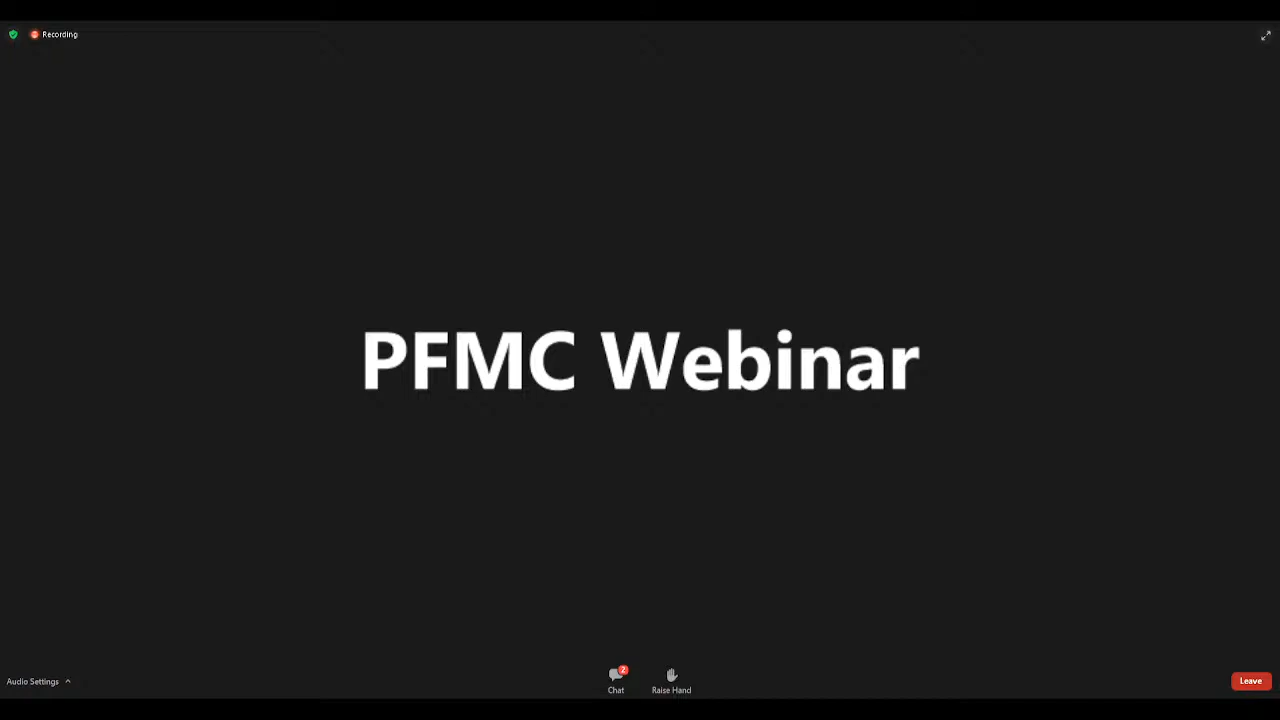 Recording
PFMC Webinar
Audio Settings
2
Chat
Raise Hand
Leave